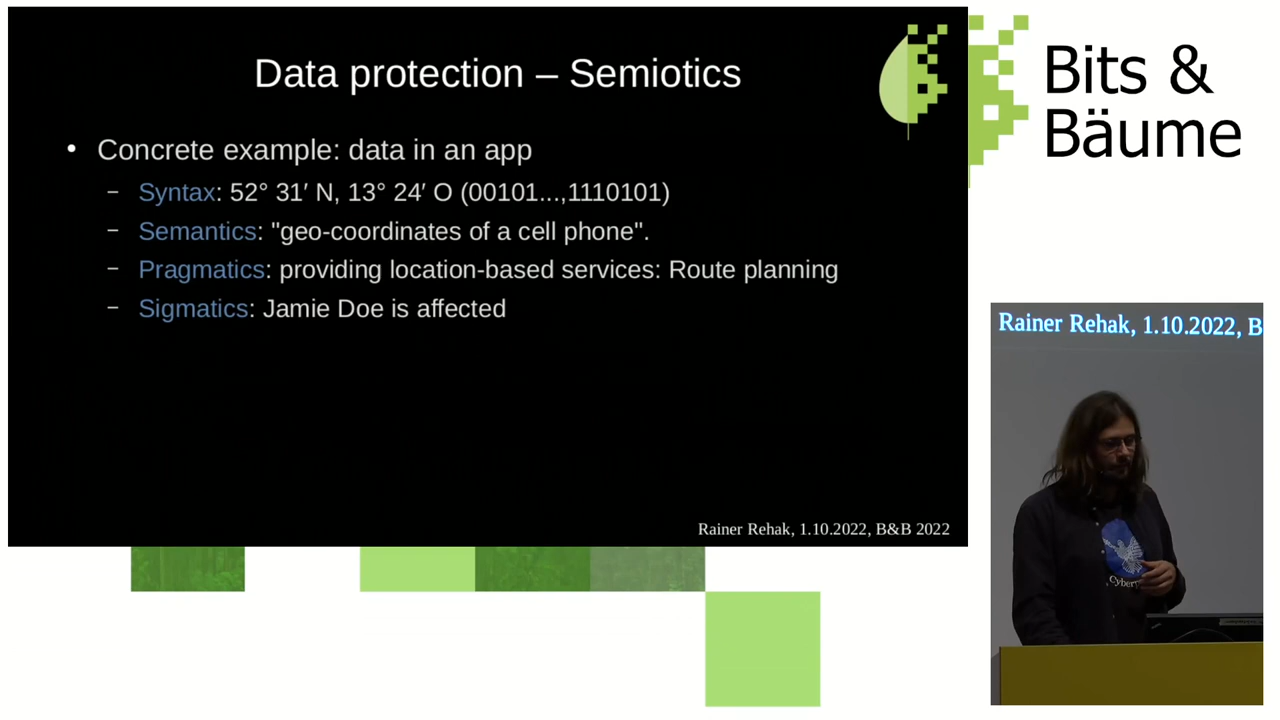 Data protection – Semiotics
• Concrete example: data in an app
– Syntax: 52° 31′ N, 13° 24′ O (00101...,1110101)
– Semantics: "geo-coordinates of a cell phone".
– Pragmatics: providing location-based services: Route planning
– Sigmatics: Jamie Doe is affected
Rainer Rehak, 1.10.2022, B&B 2022
Bits &
Bäume
Rainer Rehak, 1.10.2022, B